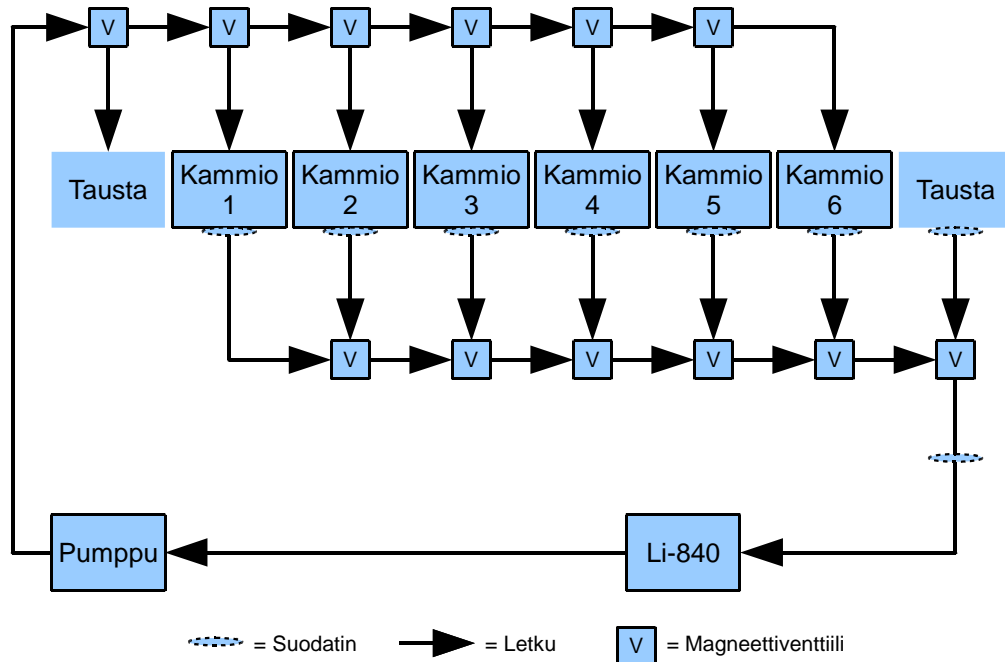 V V V V V V
Tausta Kammio Kammio Kammio Kammio Kammio Kammio Tausta
1 2 3 4 5 6
V V V V V V
Pumppu Li-840
= Suodatin = Letku V = Magneettiventtiili